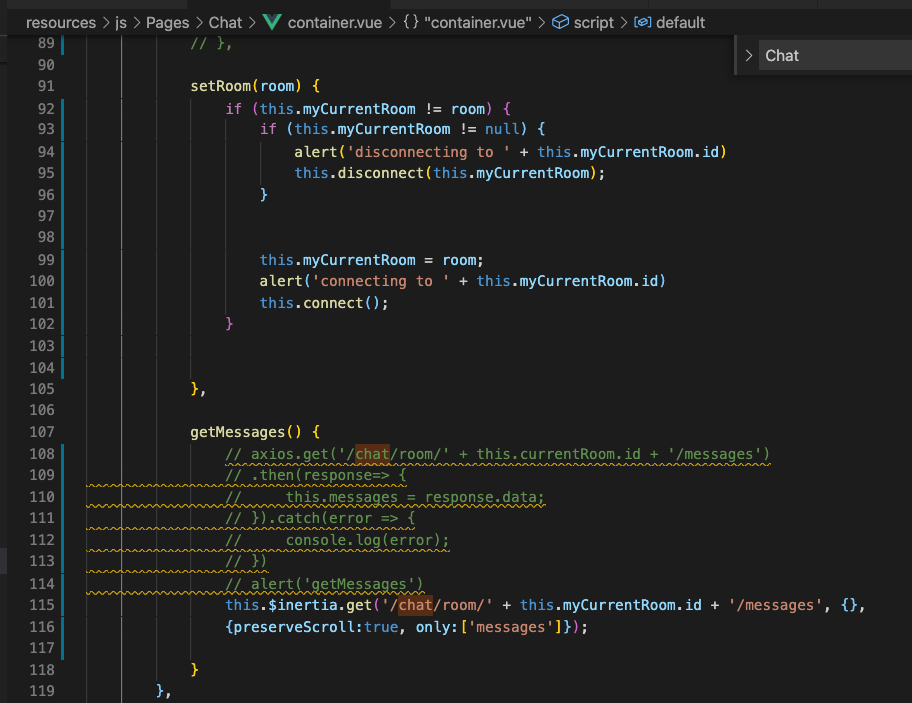 resources > js > Pages > Chat > container.vue > {} "container.vue" > script > default
Chat
89 // },
90
91 setRoom(room) {
92 if (this.myCurrentRoom != room) {
93 if (this.myCurrentRoom != null) {
94 alert('disconnecting to ' + this.myCurrentRoom.id)
95 this.disconnect(this.myCurrentRoom);
96 }
97
98
99 this.myCurrentRoom = room;
100 alert('connecting to ' + this.myCurrentRoom.id)
101 this.connect();
102 }
103
104
105 },
106
107 getMessages() {
108 // axios.get('/chat/room/' + this.currentRoom.id + '/messages')
109 // .then(response=> {
110 //     this.messages = response.data;
111 // }).catch(error => {
112 //     console.log(error);
113 // })
114 // alert('getMessages')
115 this.$inertia.get('/chat/room/' + this.myCurrentRoom.id + '/messages', {},
116 {preserveScroll:true, only:['messages']});
117
118 }
119 },